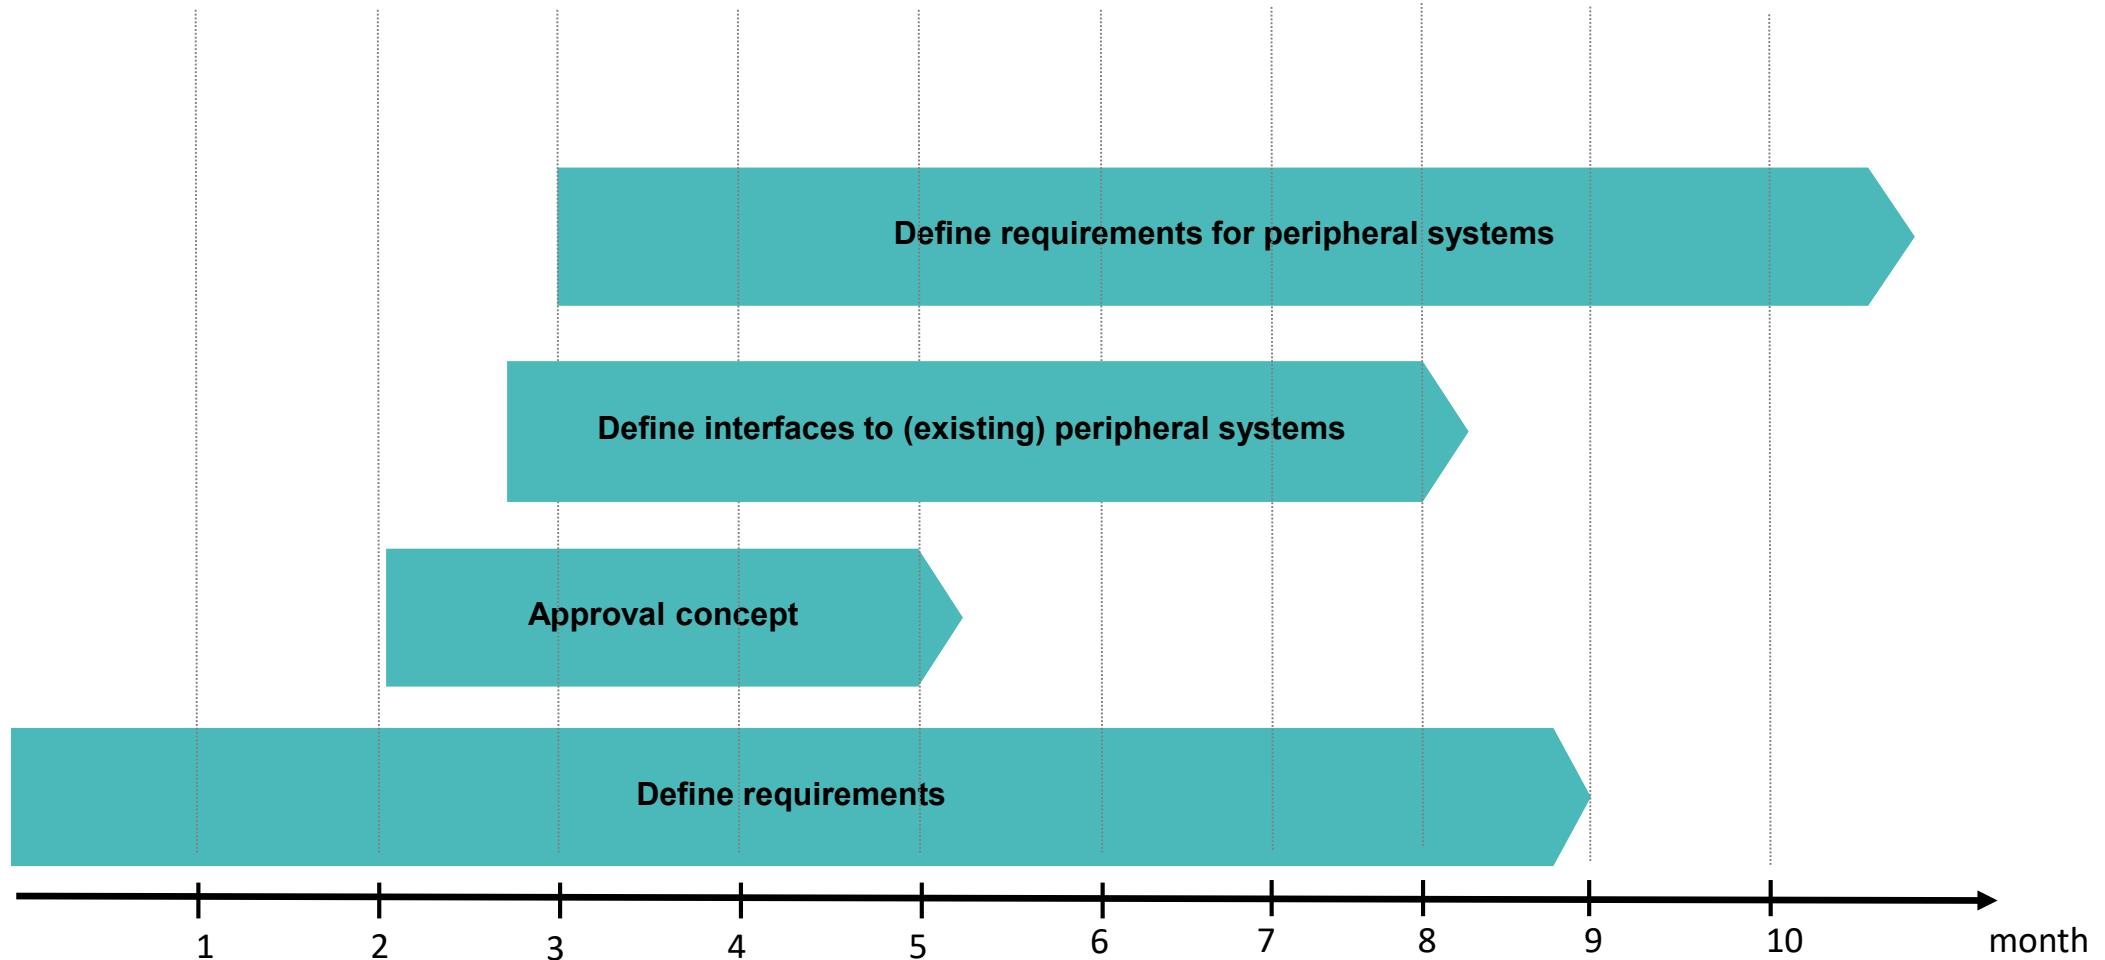 Define requirements for peripheral systems
Define interfaces to (existing) peripheral systems
Approval concept
Define requirements
1 2 3 4 5 6 7 8 9 10 month